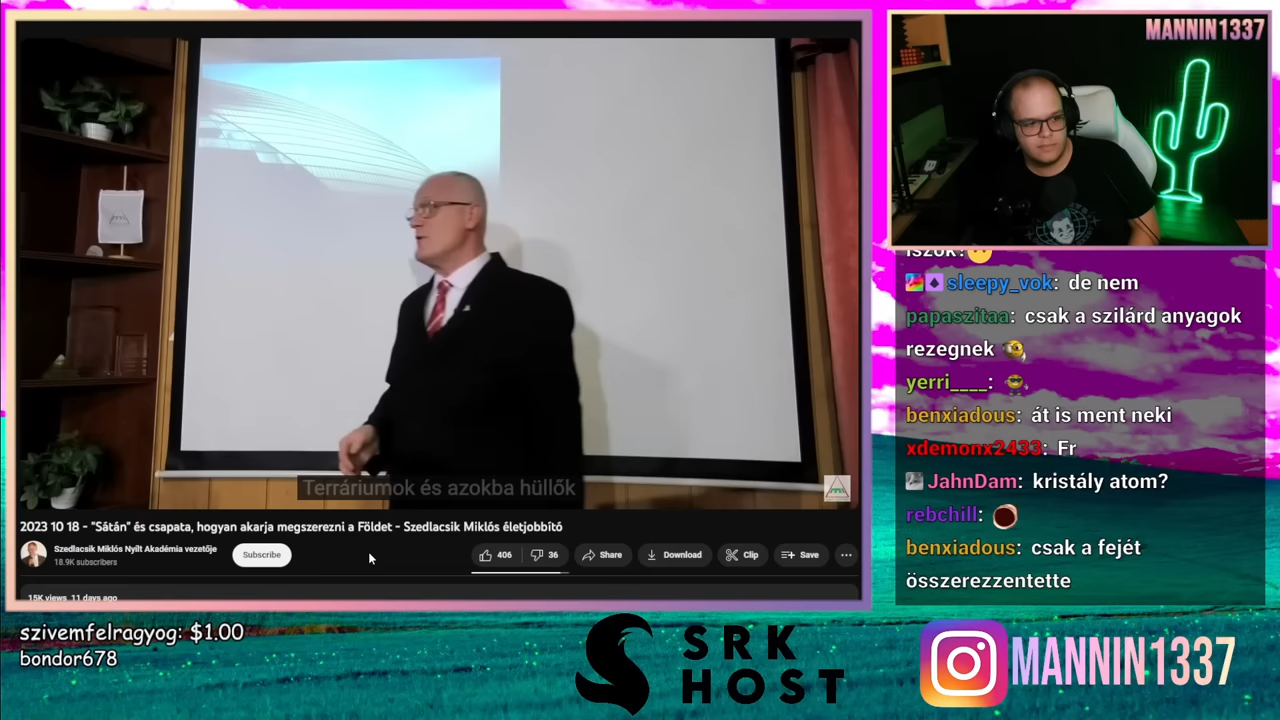 MANNIN1337
Terráriumok és azokba hüllők
2023 10 18 - "Sátán" és csapata, hogyan akarja megszerezni a Földet - Szedlacsik Miklós életjobbító
Szedlacsik Miklós Nyílt Akadémia vezetője
18.9K subscribers
Subscribe
406
36
Share
Download
Clip
Save
15K views 11 days ago
iszok?
sleepy_vok: de nem
papaszitaa: csak a szilárd anyagok
rezegnek
yerri____:
benxiadous: át is ment neki
xdemonx2433: Fr
JahnDam: kristály atom?
rebchill:
benxiadous: csak a fejét
összerezzentette
szivemfelragyog: $1.00
bondor678
SRK
HOST
MANNIN1337